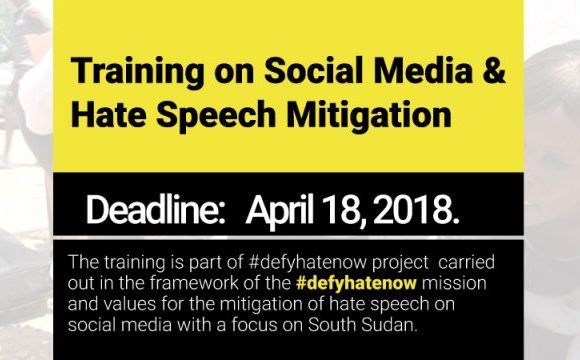 Training on Social Media &
Hate Speech Mitigation
Deadline: April 18, 2018.
The training is part of #defyhatenow project carried
out in the framework of the #defyhatenow mission
and values for the mitigation of hate speech on
social media with a focus on South Sudan.